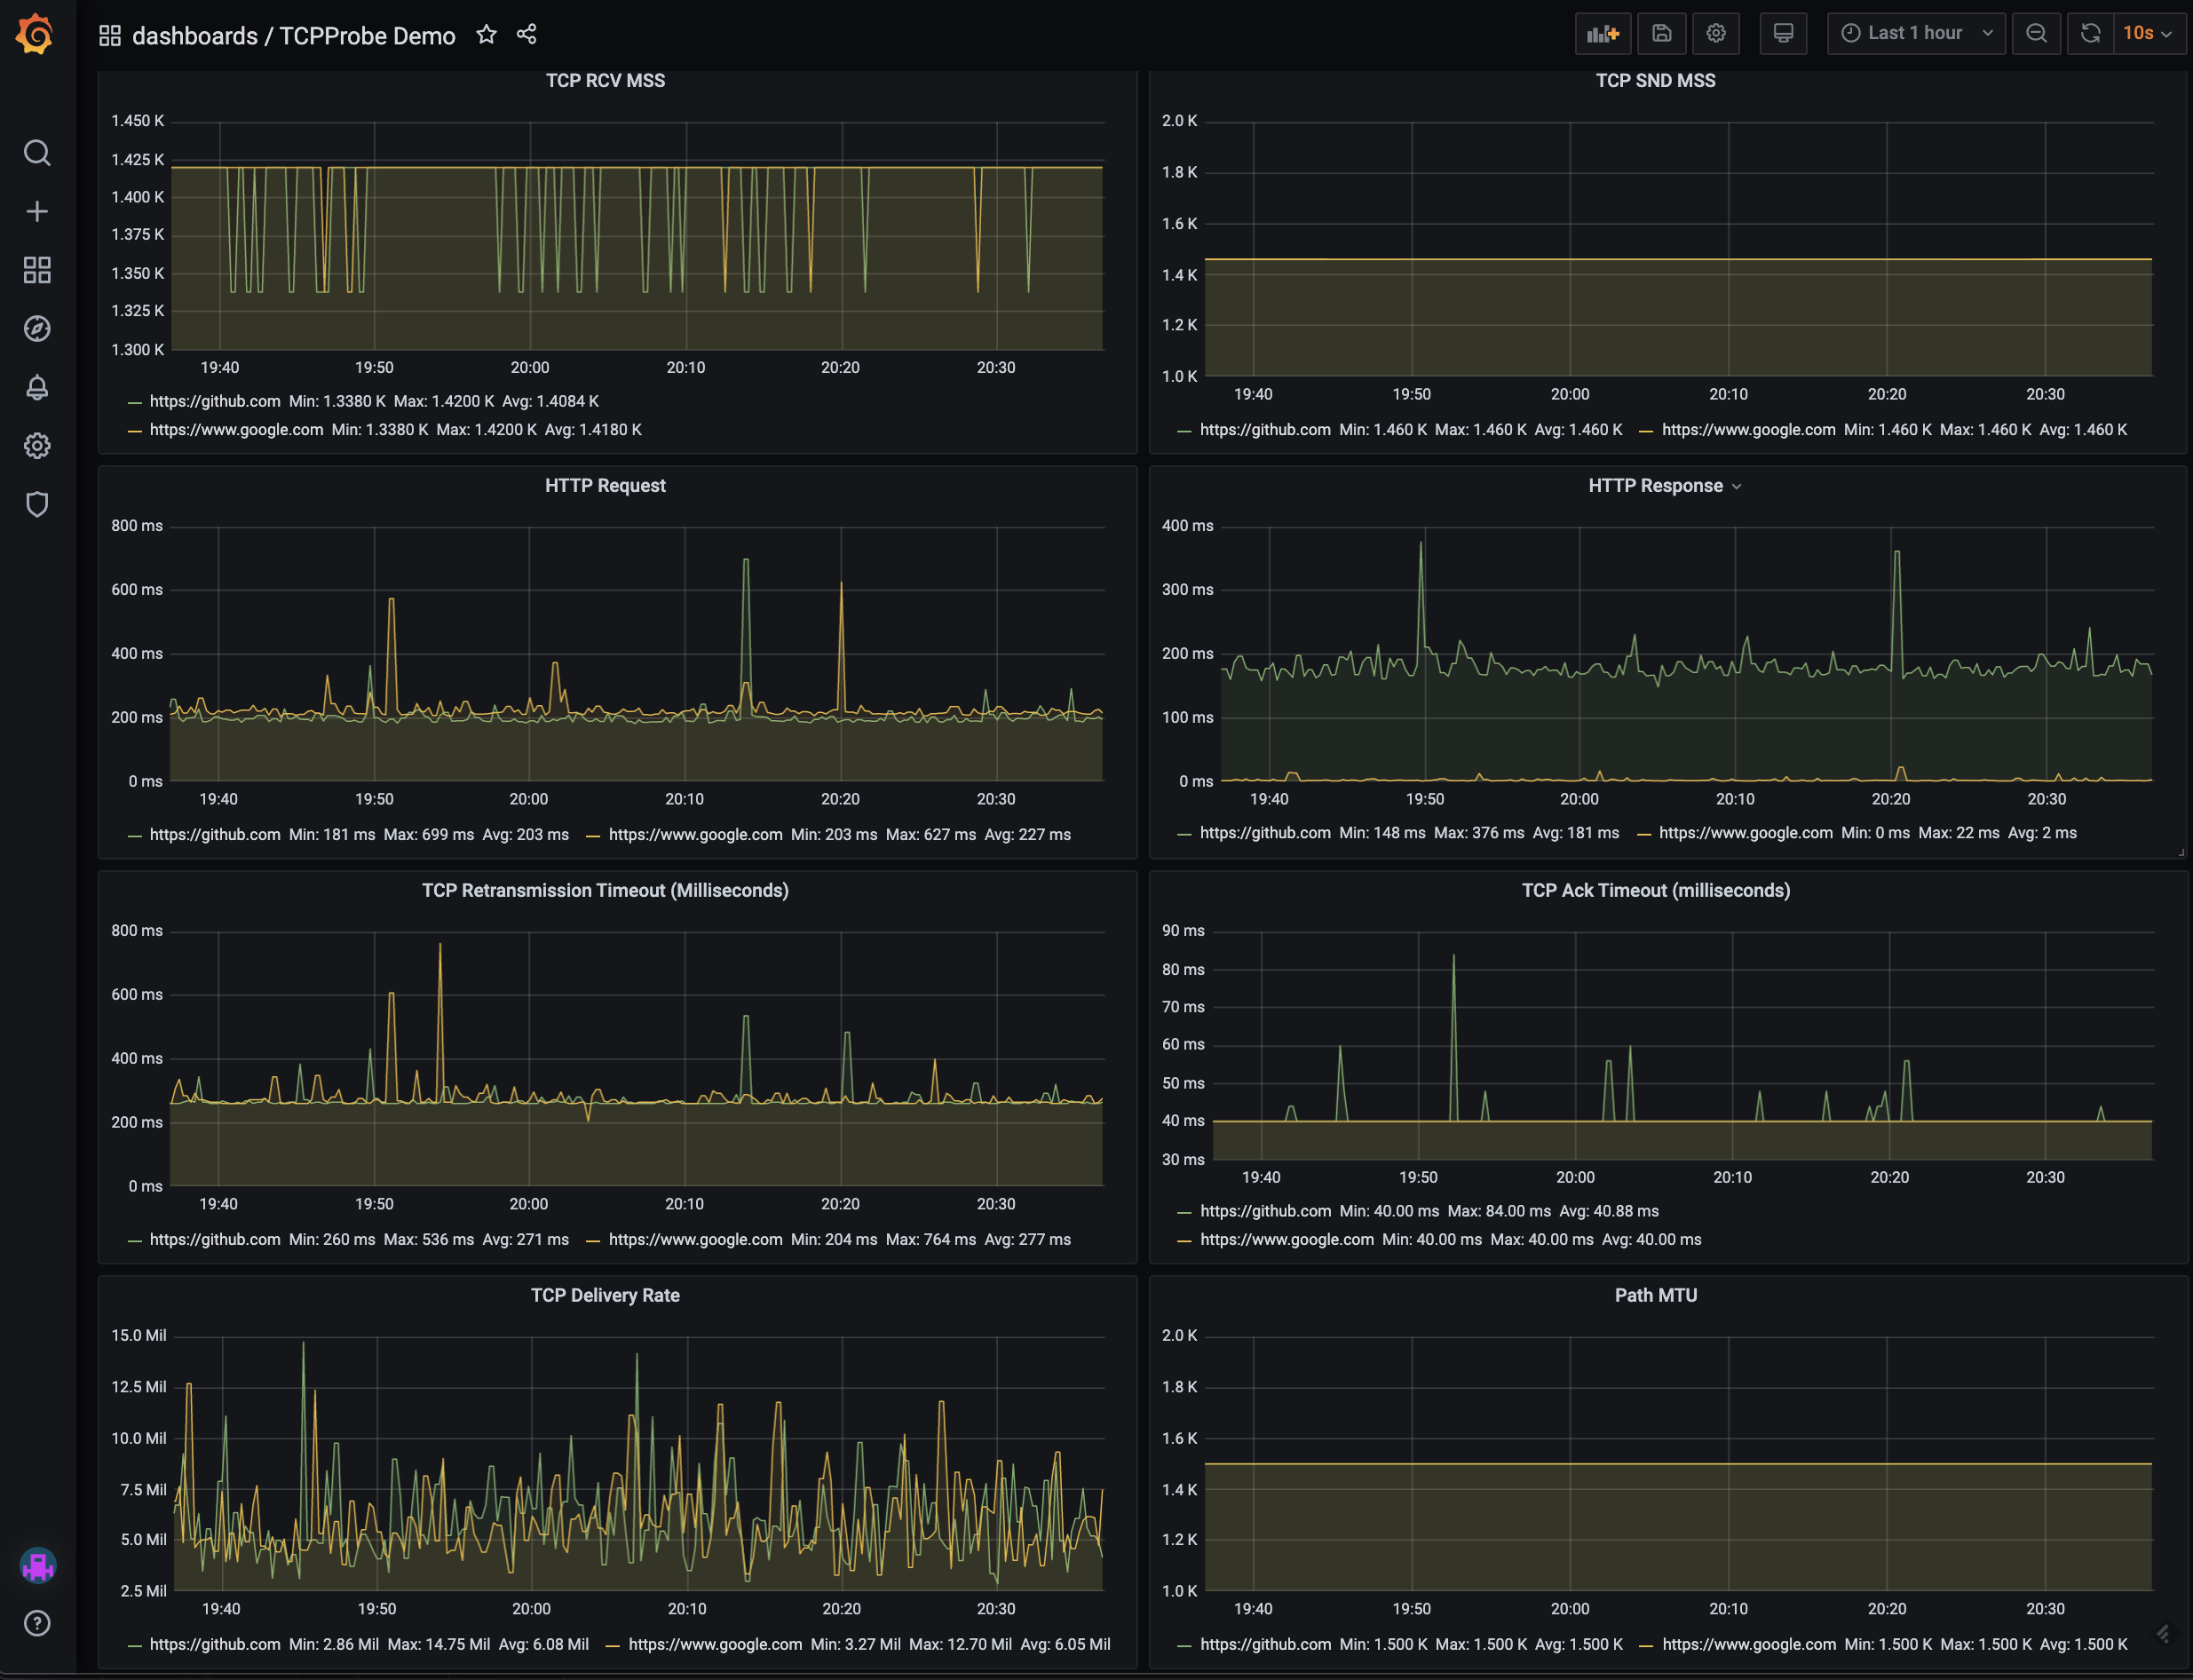 dashboards / TCPProbe Demo
Last 1 hour
10s
TCP RCV MSS
1.450 K
1.425 K
1.400 K
1.375 K
1.350 K
1.325 K
1.300 K
19:40 19:50 20:00 20:10 20:20 20:30
https://github.com Min: 1.3380 K Max: 1.4200 K Avg: 1.4084 K
https://www.google.com Min: 1.3380 K Max: 1.4200 K Avg: 1.4180 K
TCP SND MSS
2.0 K
1.8 K
1.6 K
1.4 K
1.2 K
1.0 K
19:40 19:50 20:00 20:10 20:20 20:30
https://github.com Min: 1.460 K Max: 1.460 K Avg: 1.460 K https://www.google.com Min: 1.460 K Max: 1.460 K Avg: 1.460 K
HTTP Request
800 ms
600 ms
400 ms
200 ms
0 ms
19:40 19:50 20:00 20:10 20:20 20:30
https://github.com Min: 181 ms Max: 699 ms Avg: 203 ms https://www.google.com Min: 203 ms Max: 627 ms Avg: 227 ms
HTTP Response
400 ms
300 ms
200 ms
100 ms
0 ms
19:40 19:50 20:00 20:10 20:20 20:30
https://github.com Min: 148 ms Max: 376 ms Avg: 181 ms https://www.google.com Min: 0 ms Max: 22 ms Avg: 2 ms
TCP Retransmission Timeout (Milliseconds)
800 ms
600 ms
400 ms
200 ms
0 ms
19:40 19:50 20:00 20:10 20:20 20:30
https://github.com Min: 260 ms Max: 536 ms Avg: 271 ms https://www.google.com Min: 204 ms Max: 764 ms Avg: 277 ms
TCP Ack Timeout (milliseconds)
90 ms
80 ms
70 ms
60 ms
50 ms
40 ms
30 ms
19:40 19:50 20:00 20:10 20:20 20:30
https://github.com Min: 40.00 ms Max: 84.00 ms Avg: 40.88 ms
https://www.google.com Min: 40.00 ms Max: 40.00 ms Avg: 40.00 ms
TCP Delivery Rate
15.0 Mil
12.5 Mil
10.0 Mil
7.5 Mil
5.0 Mil
2.5 Mil
19:40 19:50 20:00 20:10 20:20 20:30
https://github.com Min: 2.86 Mil Max: 14.75 Mil Avg: 6.08 Mil https://www.google.com Min: 3.27 Mil Max: 12.70 Mil Avg: 6.05 Mil
Path MTU
2.0 K
1.8 K
1.6 K
1.4 K
1.2 K
1.0 K
19:40 19:50 20:00 20:10 20:20 20:30
https://github.com Min: 1.500 K Max: 1.500 K Avg: 1.500 K https://www.google.com Min: 1.500 K Max: 1.500 K Avg: 1.500 K